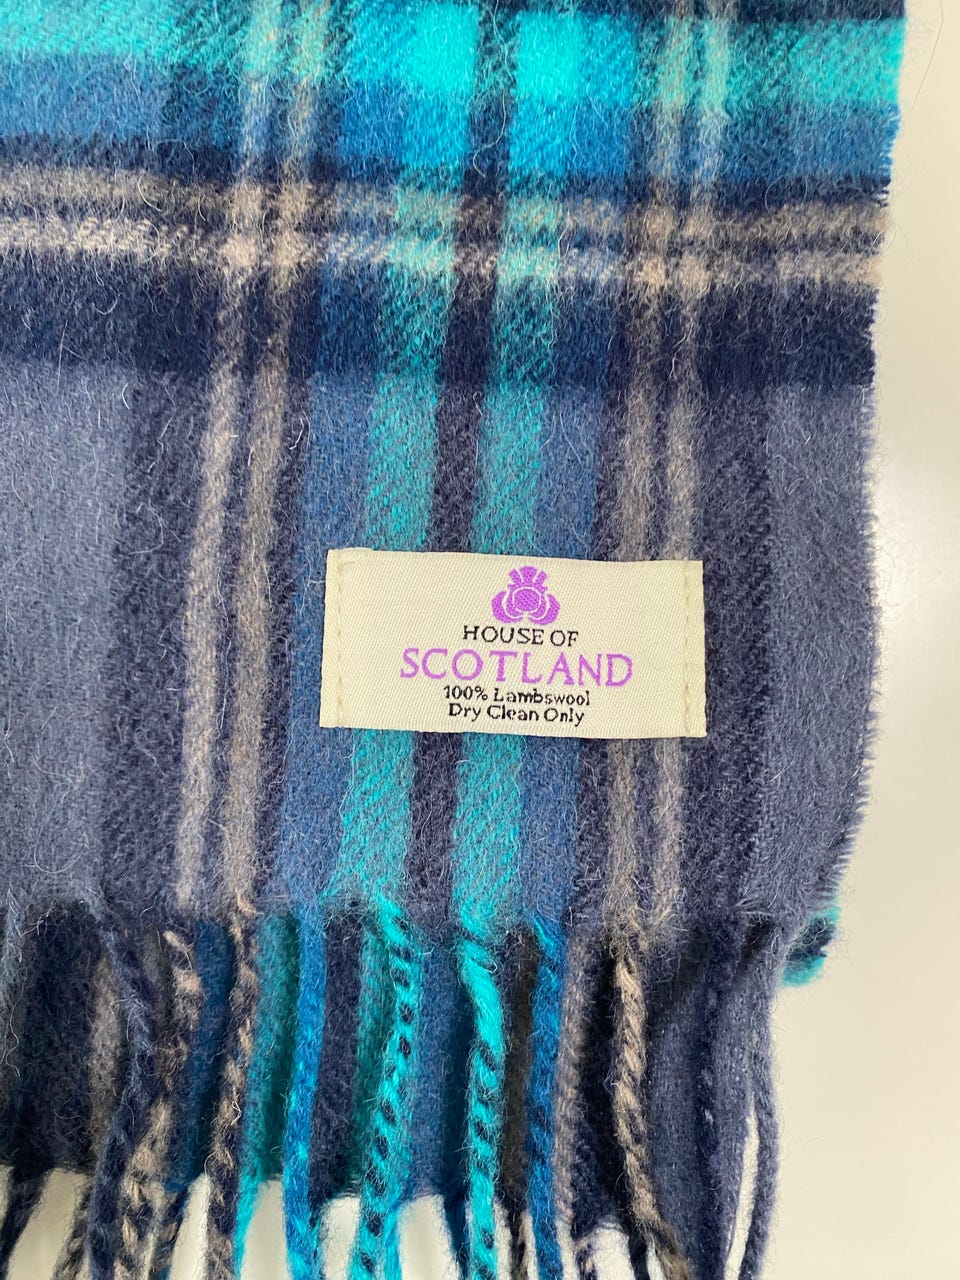 HOUSE OF
SCOTLAND
100% Lambswool
Dry Clean Only